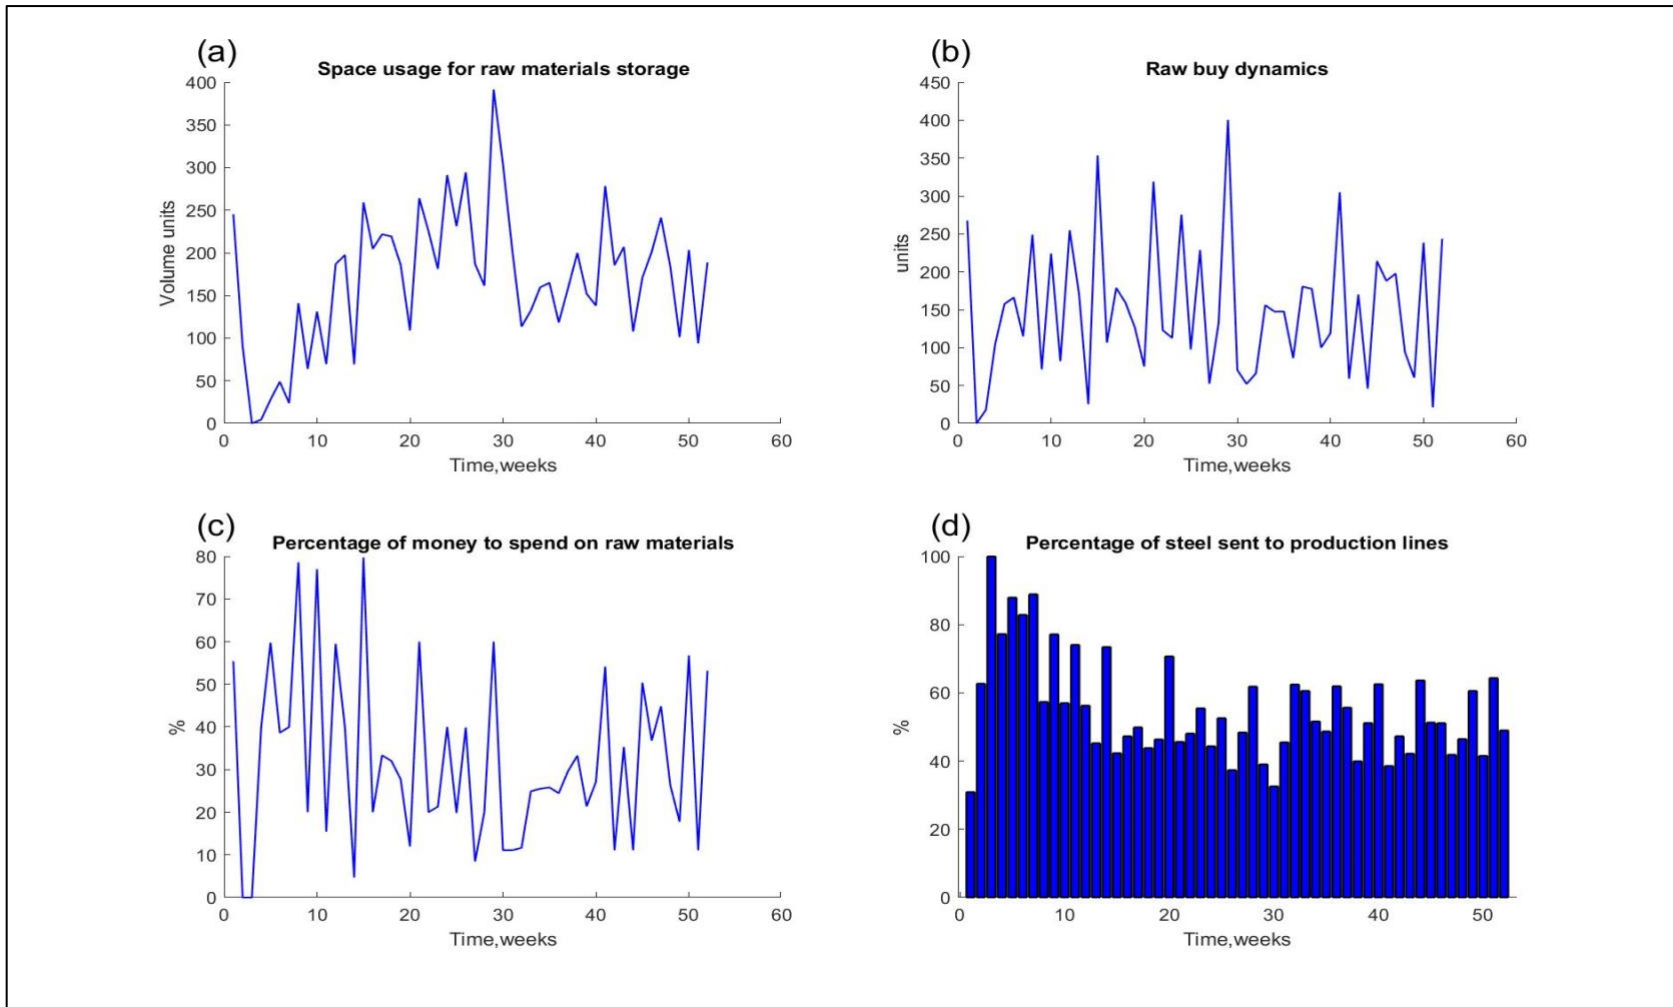 (a)
Space usage for raw materials storage
400
350
300
250
200
150
100
50
0
Volume units
0 10 20 30 40 50 60
Time,weeks
(b)
Raw buy dynamics
450
400
350
300
250
200
150
100
50
0
units
0 10 20 30 40 50 60
Time,weeks
(c)
Percentage of money to spend on raw materials
80
70
60
50
40
30
20
10
0
%
0 10 20 30 40 50 60
Time,weeks
(d)
Percentage of steel sent to production lines
100
80
60
40
20
0
%
0 10 20 30 40 50
Time,weeks